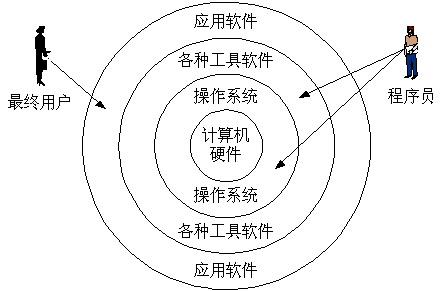 应用软件
各种工具软件
操作系统
最终用户
程序员
计算机
硬件
操作系统
各种工具软件
应用软件